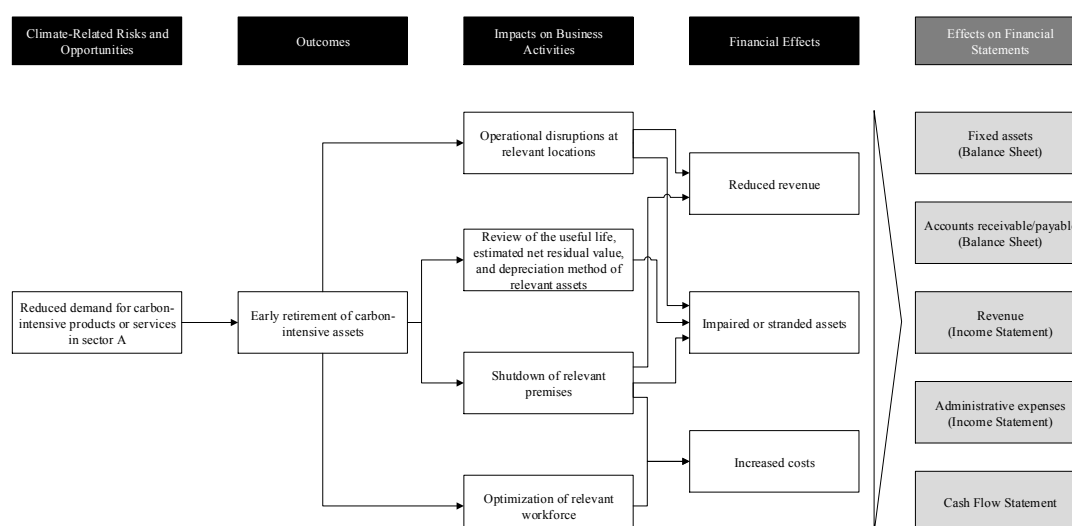 Climate-Related Risks and
Opportunities
Outcomes
Impacts on Business
Activities
Financial Effects
Effects on Financial
Statements
Operational disruptions at
relevant locations
Fixed assets
(Balance Sheet)
Reduced revenue
Accounts receivable/payable
(Balance Sheet)
Review of the useful life,
estimated net residual value,
and depreciation method of
relevant assets
Reduced demand for carbon-
intensive products or services
in sector A
Early retirement of carbon-
intensive assets
Impaired or stranded assets
Revenue
(Income Statement)
Shutdown of relevant
premises
Administrative expenses
(Income Statement)
Increased costs
Optimization of relevant
workforce
Cash Flow Statement